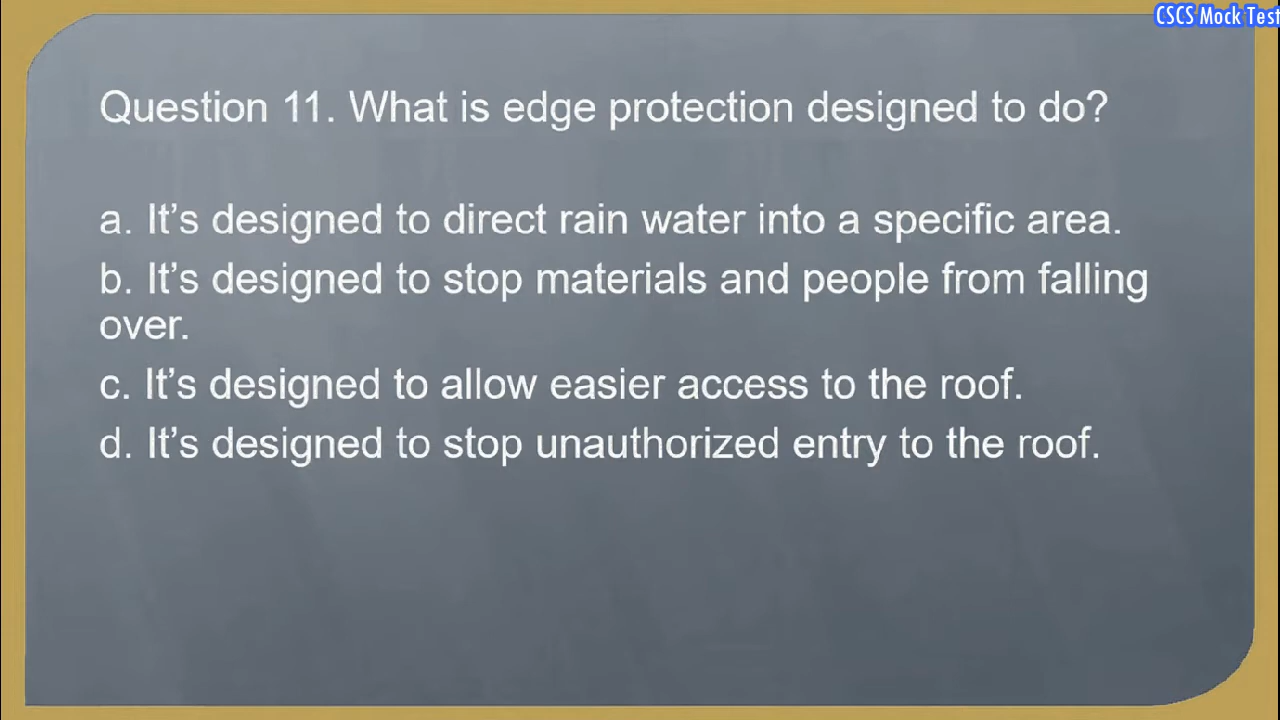 CSCS Mock Test
Question 11. What is edge protection designed to do?
a. It’s designed to direct rain water into a specific area.
b. It’s designed to stop materials and people from falling
over.
c. It’s designed to allow easier access to the roof.
d. It’s designed to stop unauthorized entry to the roof.